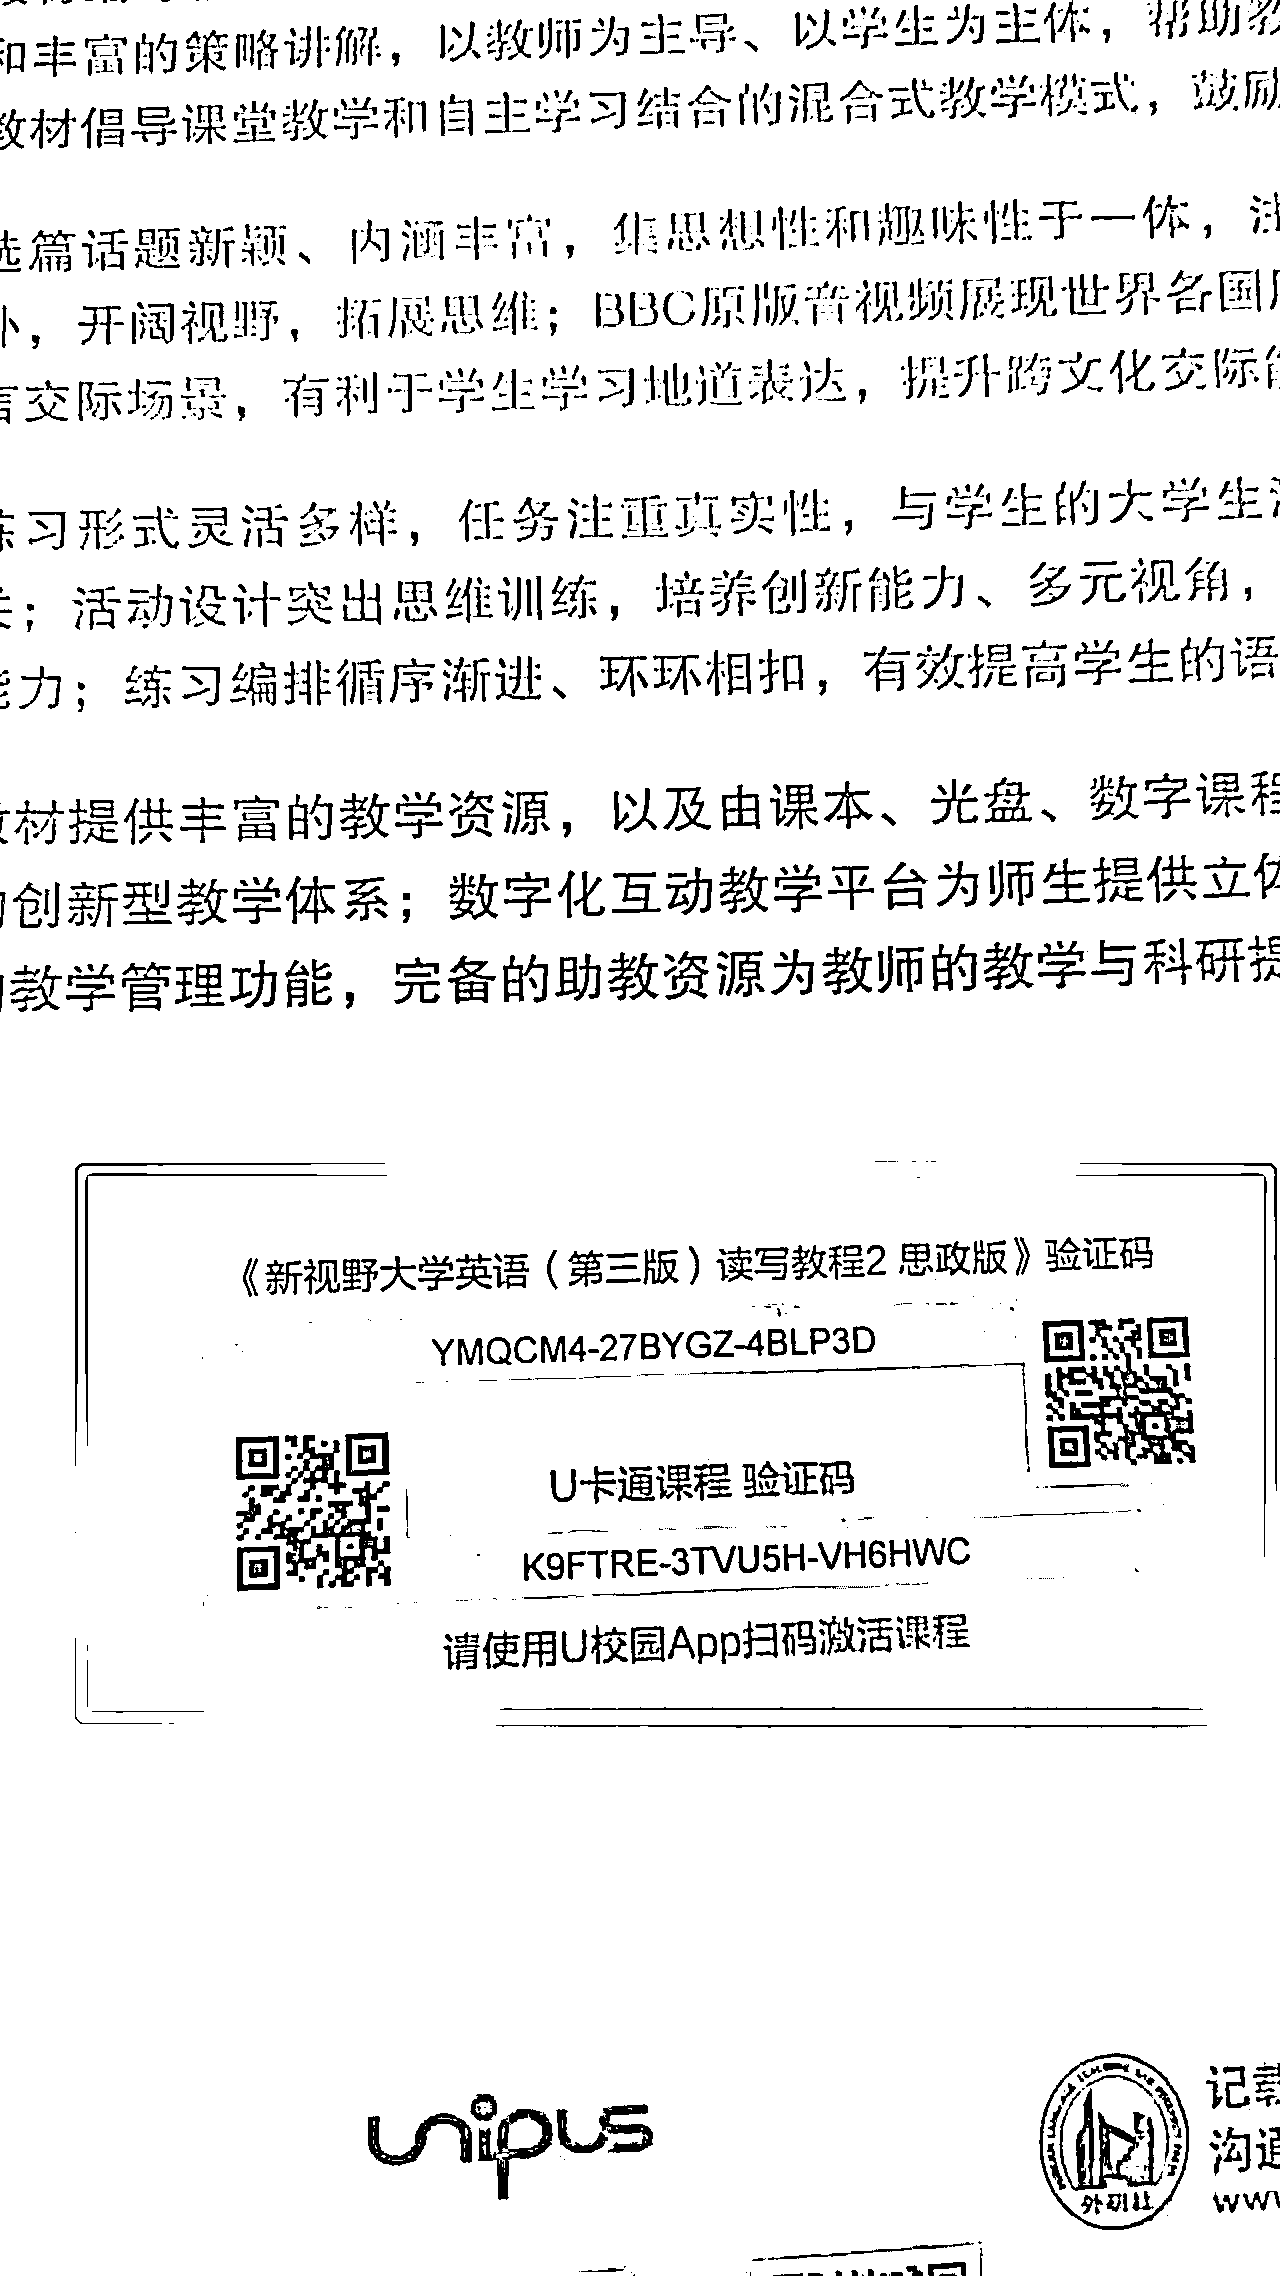 和丰富的策略讲解，以教师为主导、以学生为主体，帮助教
教材倡导课堂教学和自主学习结合的混合式教学模式，鼓励
选篇话题新颖、内涵丰富，集思想性和趣味性于一体，
外，开阔视野，拓展思维；BBC原版音视频展现世界各国
言交际场景，有利于学生学习地道表达，提升跨文化交际能
练习形式灵活多样，任务注重真实性，与学生的大学生活
关；活动设计突出思维训练，培养创新能力、多元视角，
能力；练习编排循序渐进、环环相扣，有效提高学生的语
教材提供丰富的教学资源，以及由课本、光盘、数字课程
的创新型教学体系；数字化互动教学平台为师生提供立体
的教学管理功能，完备的助教资源为教师的教学与科研提
《新视野大学英语（第三版）读写教程2 思政版》验证码
YMQCM4-27BYGZ-4BLP3D
U卡通课程 验证码
K9FTRE-3TVU5H-VH6HWC
请使用U校园App扫码激活课程
unipus
外研社
记载
沟通
www